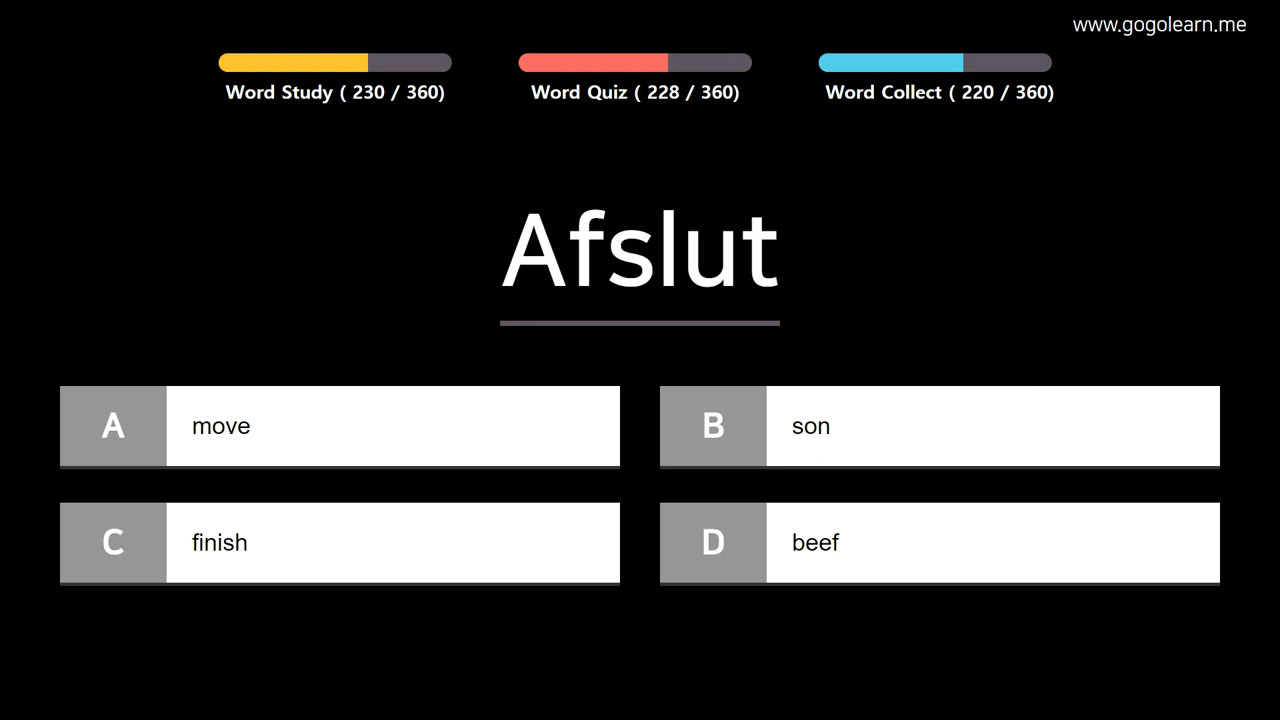 www.gogolearn.me
Word Study ( 230 / 360)
Word Quiz ( 228 / 360)
Word Collect ( 220 / 360)
Afslut
A move
B son
C finish
D beef